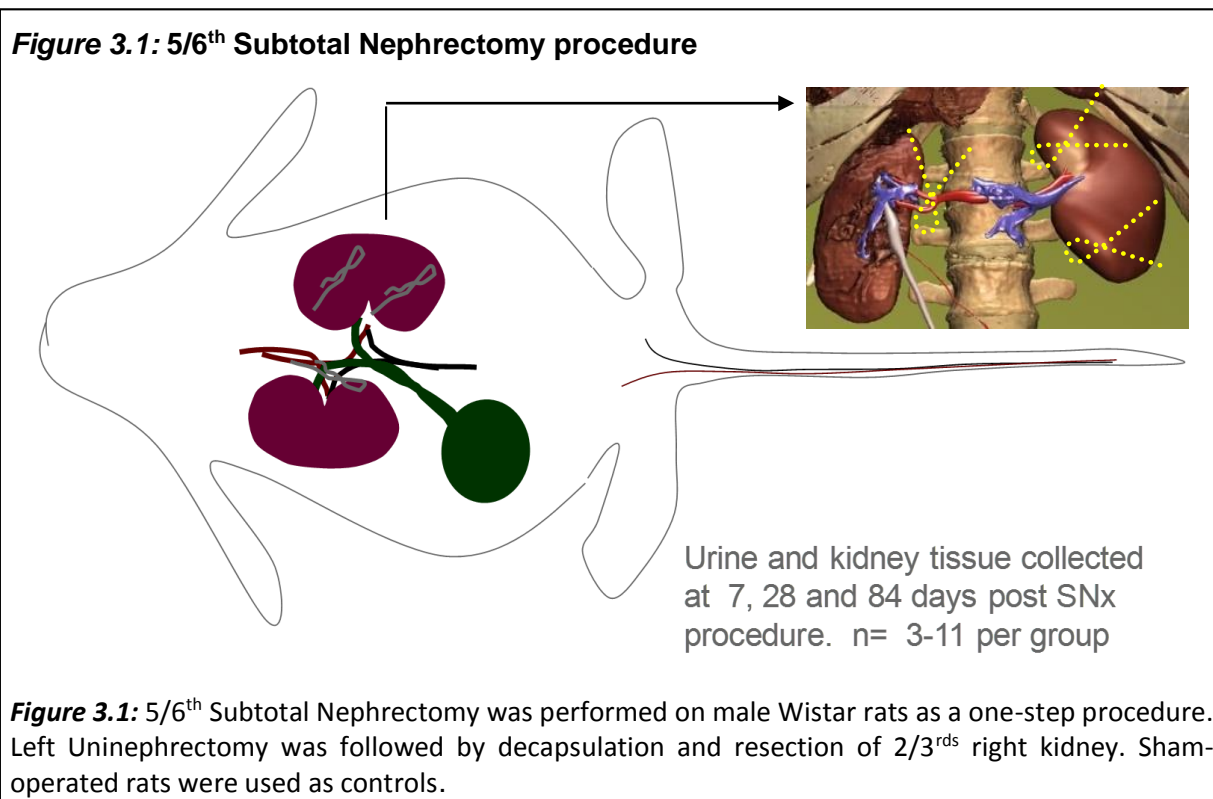 Figure 3.1: 5/6th Subtotal Nephrectomy procedure
Urine and kidney tissue collected
at 7, 28 and 84 days post SNx
procedure. n= 3-11 per group
Figure 3.1: 5/6th Subtotal Nephrectomy was performed on male Wistar rats as a one-step procedure.
Left Uninephrectomy was followed by decapsulation and resection of 2/3rds right kidney. Sham-
operated rats were used as controls.